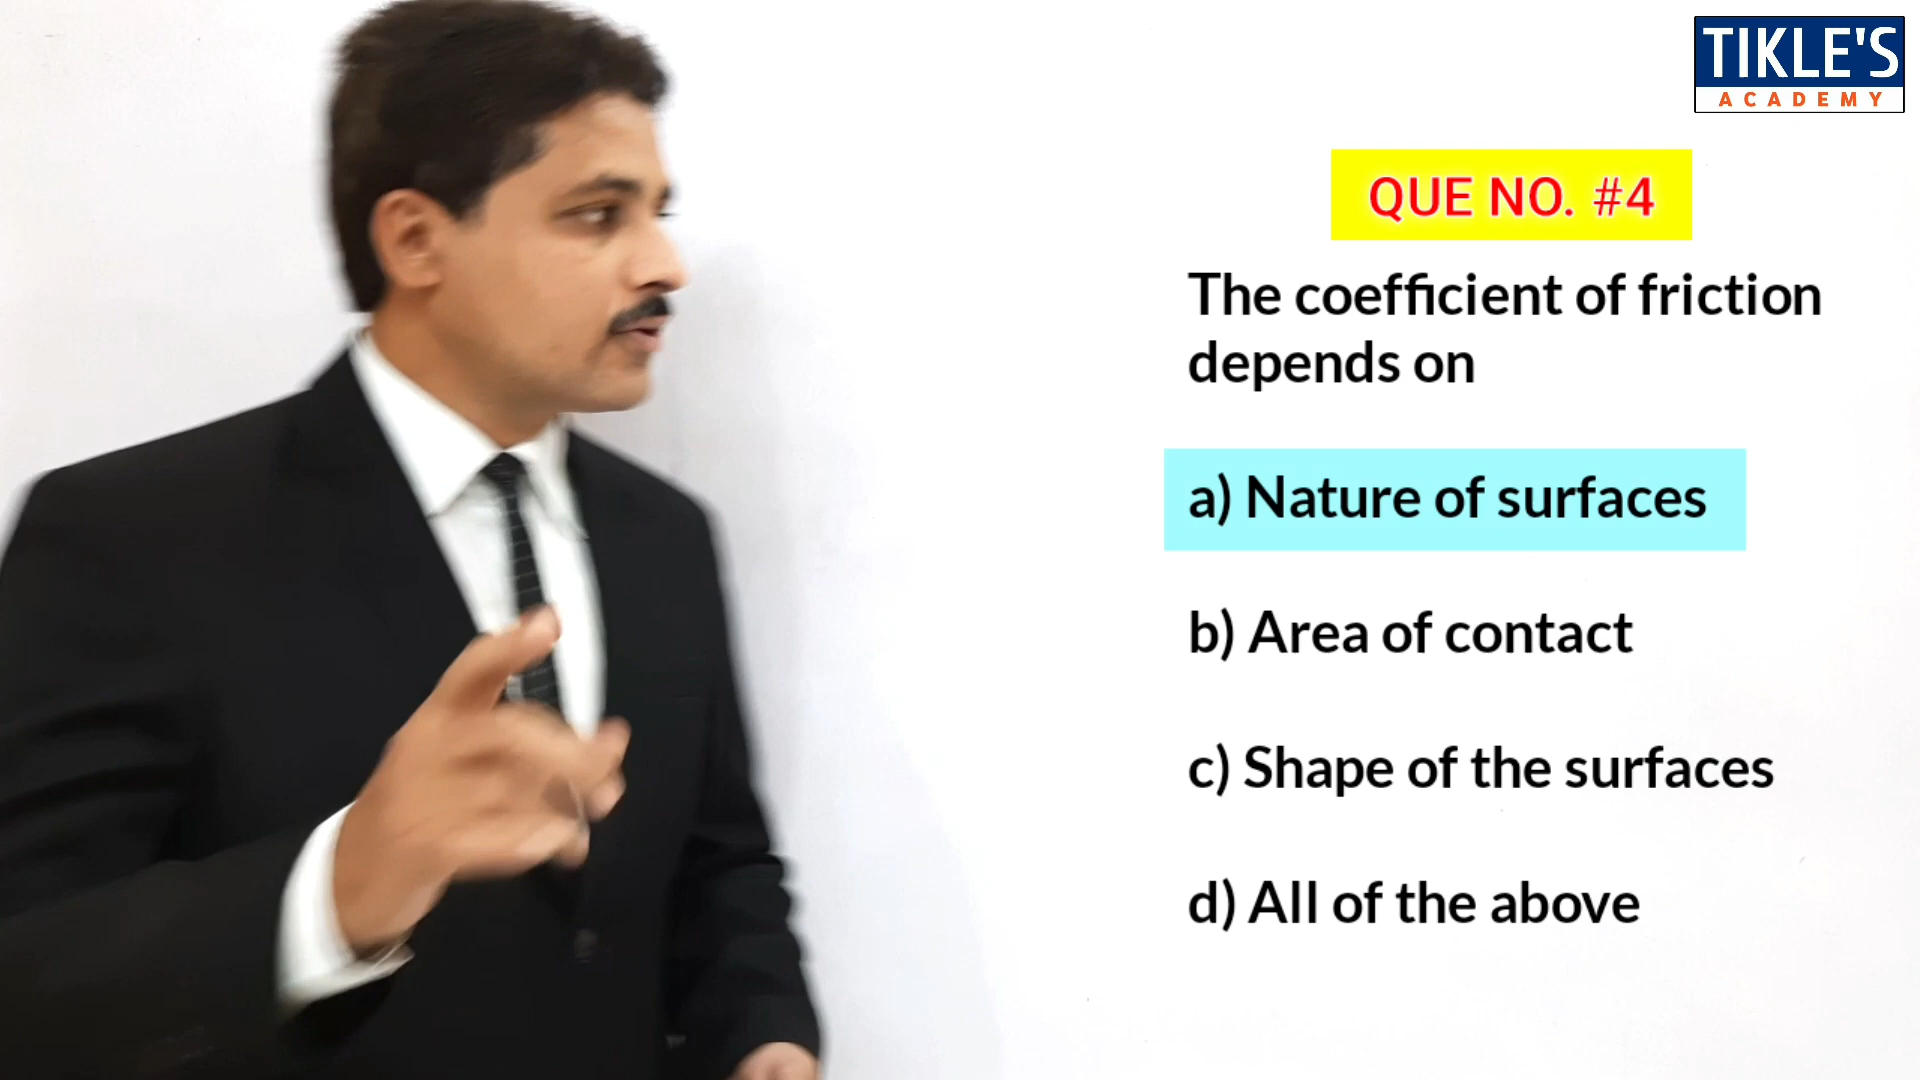 TIKLE'S
ACADEMY
QUE NO. #4
The coefficient of friction
depends on
a) Nature of surfaces
b) Area of contact
c) Shape of the surfaces
d) All of the above